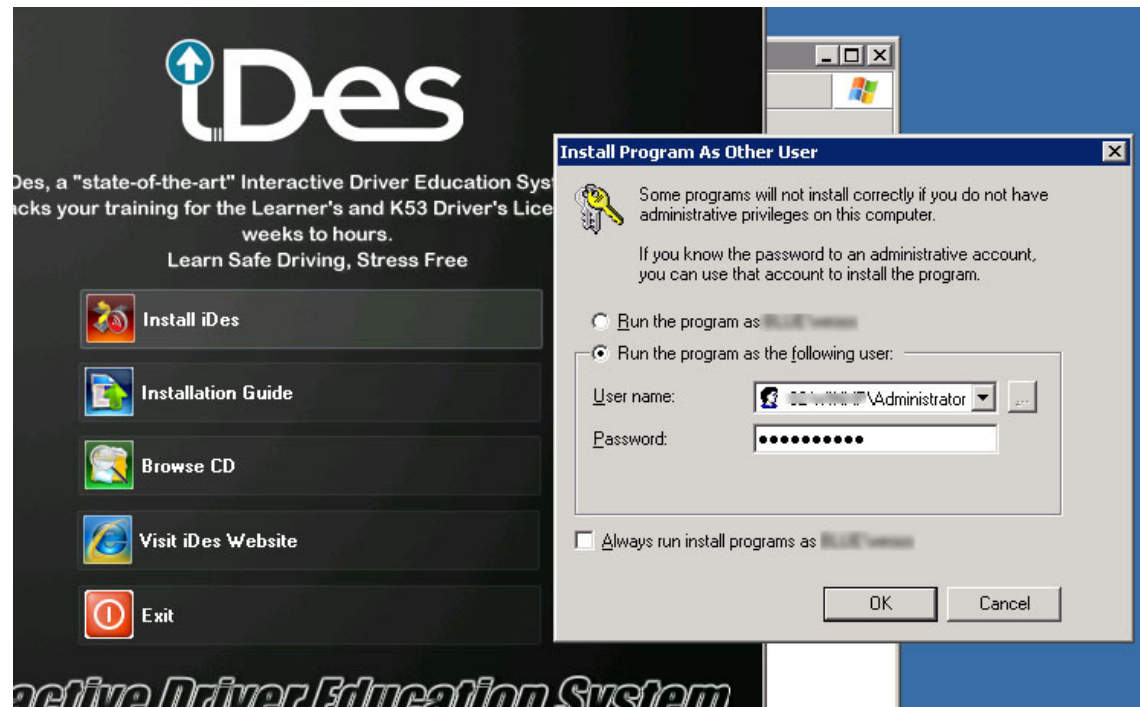 iDes
Des, a "state-of-the-art" Interactive Driver Education Sys
acks your training for the Learner's and K53 Driver's Lice
weeks to hours.
Learn Safe Driving, Stress Free
Install iDes
Installation Guide
Browse CD
Visit iDes Website
Exit
active Driver Education System
Install Program As Other User
Some programs will not install correctly if you do not have
administrative privileges on this computer.
If you know the password to an administrative account,
you can use that account to install the program.
Run the program as
Run the program as the following user:
User name:
\Administrator
...
Password:
Always run install programs as
OK
Cancel